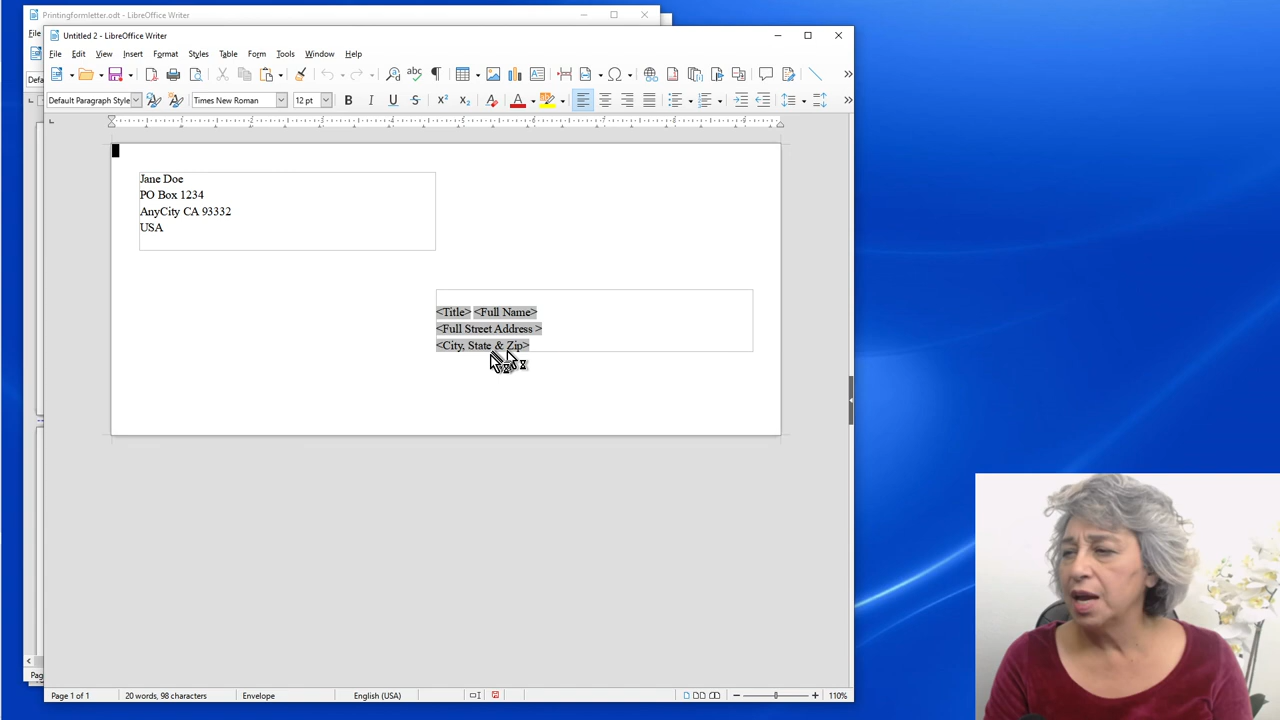 Printingformletter.odt - LibreOffice Writer
File
Untitled 2 - LibreOffice Writer
File Edit View Insert Format Styles Table Form Tools Window Help
Default Paragraph Style Times New Roman 12 pt
Jane Doe
PO Box 1234
AnyCity CA 93332
USA
<Title> <Full Name>
<Full Street Address >
<City, State & Zip>
Page 1 of 1 20 words, 98 characters Envelope English (USA) 110%